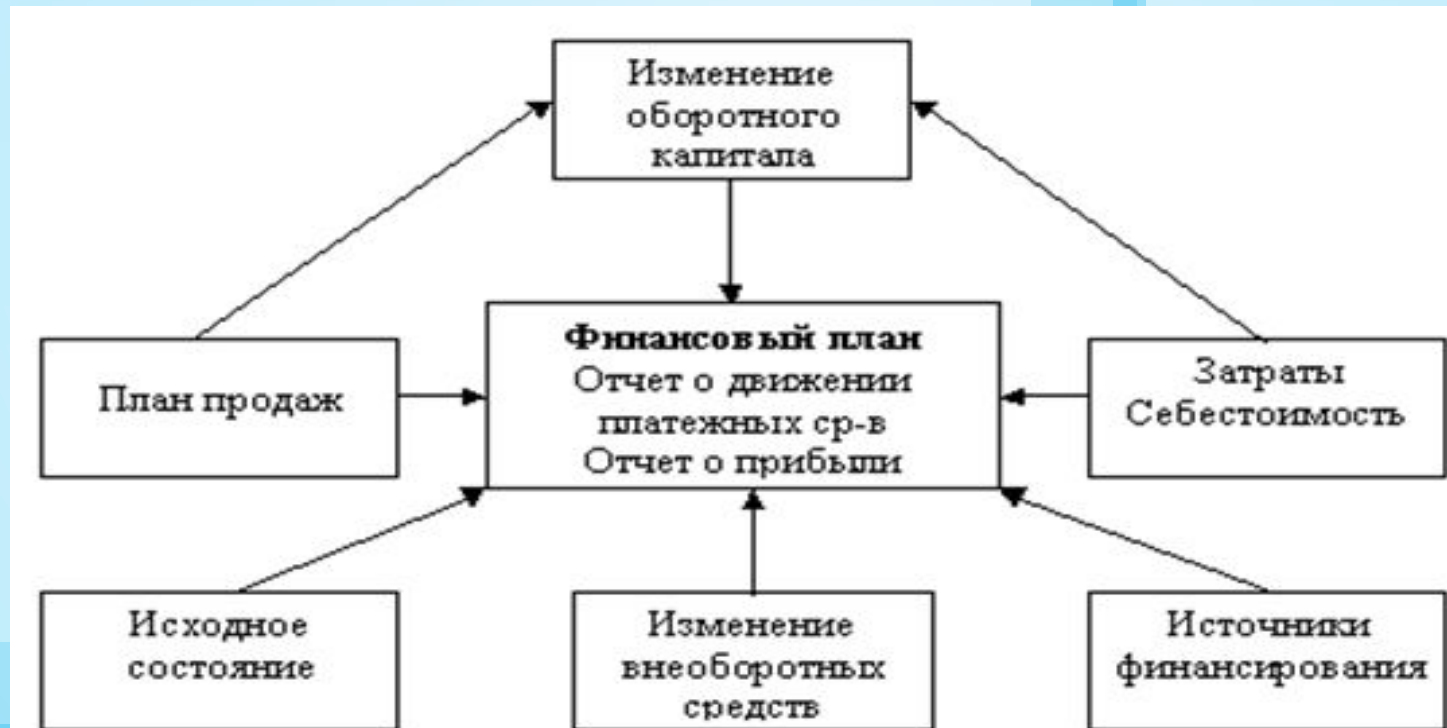 Изменение
оборотного
капитала
План продаж
Финансовый план
Отчет о движении
платежных ср-в
Отчет о прибыли
Затраты
Себестоимость
Исходное
состояние
Изменение
внеоборотных
средств
Источники
финансирования